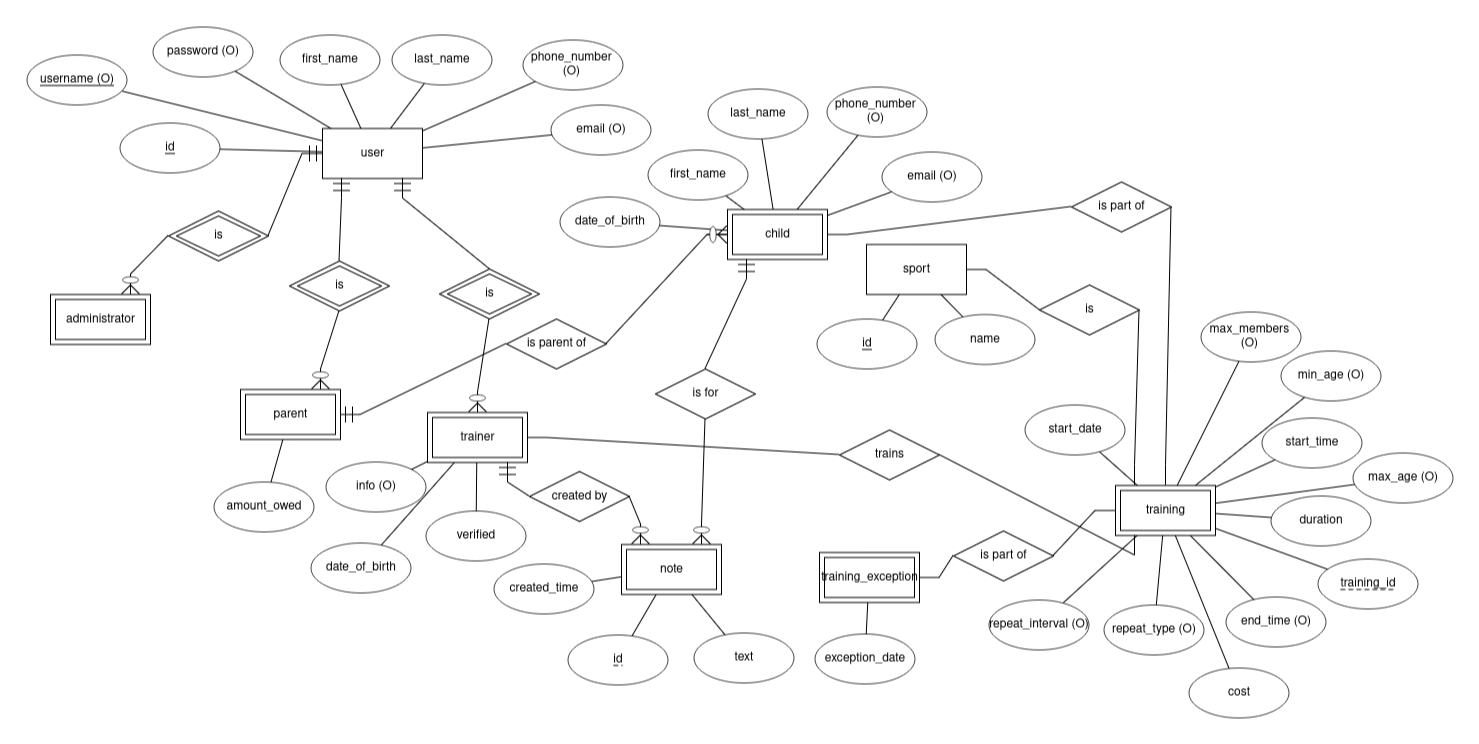 password (O)
first_name
last_name
phone_number
(O)
username (O)
email (O)
id
user
last_name
phone_number
(O)
first_name
email (O)
date_of_birth
child
is part of
is
sport
is
is
is
administrator
is parent of
id
name
max_members
(O)
min_age (O)
is for
parent
trainer
start_date
start_time
trains
max_age (O)
info (O)
created by
amount_owed
verified
training
duration
is part of
date_of_birth
note
training_exception
created_time
training_id
repeat_interval (O)
repeat_type (O)
end_time (O)
id
text
exception_date
cost